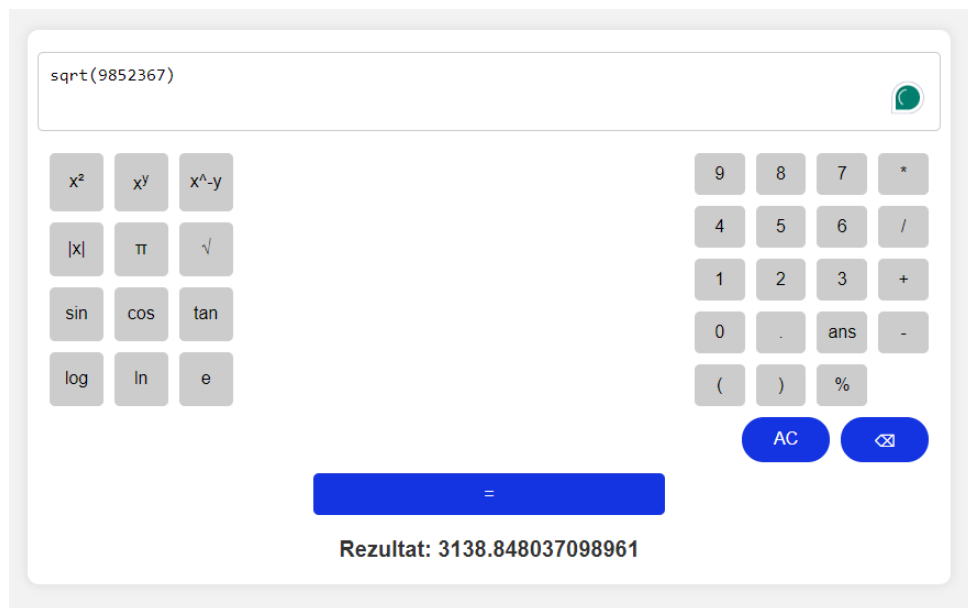 sqrt(9852367)
x² xʸ x^-y 9 8 7 *
|x| π √ 4 5 6 /
sin cos tan 1 2 3 +
log ln e 0 . ans -
( ) %
AC ⌫
=
Rezultat: 3138.848037098961